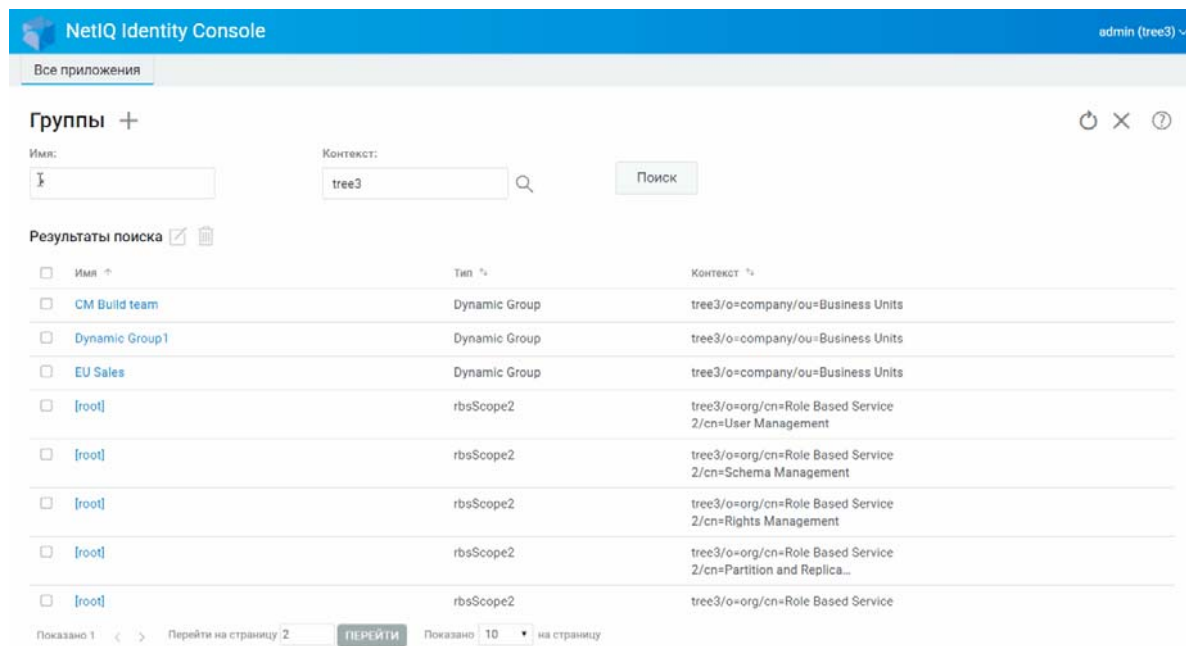 NetIQ Identity Console
admin (tree3)
Все приложения
Группы
Имя:
Контекст:
tree3
Поиск
Результаты поиска
Имя Тип Контекст
CM Build team Dynamic Group tree3/o=company/ou=Business Units
Dynamic Group1 Dynamic Group tree3/o=company/ou=Business Units
EU Sales Dynamic Group tree3/o=company/ou=Business Units
[root] rbsScope2 tree3/o=org/cn=Role Based Service
2/cn=User Management
[root] rbsScope2 tree3/o=org/cn=Role Based Service
2/cn=Schema Management
[root] rbsScope2 tree3/o=org/cn=Role Based Service
2/cn=Rights Management
[root] rbsScope2 tree3/o=org/cn=Role Based Service
2/cn=Partition and Replica...
[root] rbsScope2 tree3/o=org/cn=Role Based Service
Показано 1 < > Перейти на страницу 2 ПЕРЕЙТИ Показано 10 на страницу